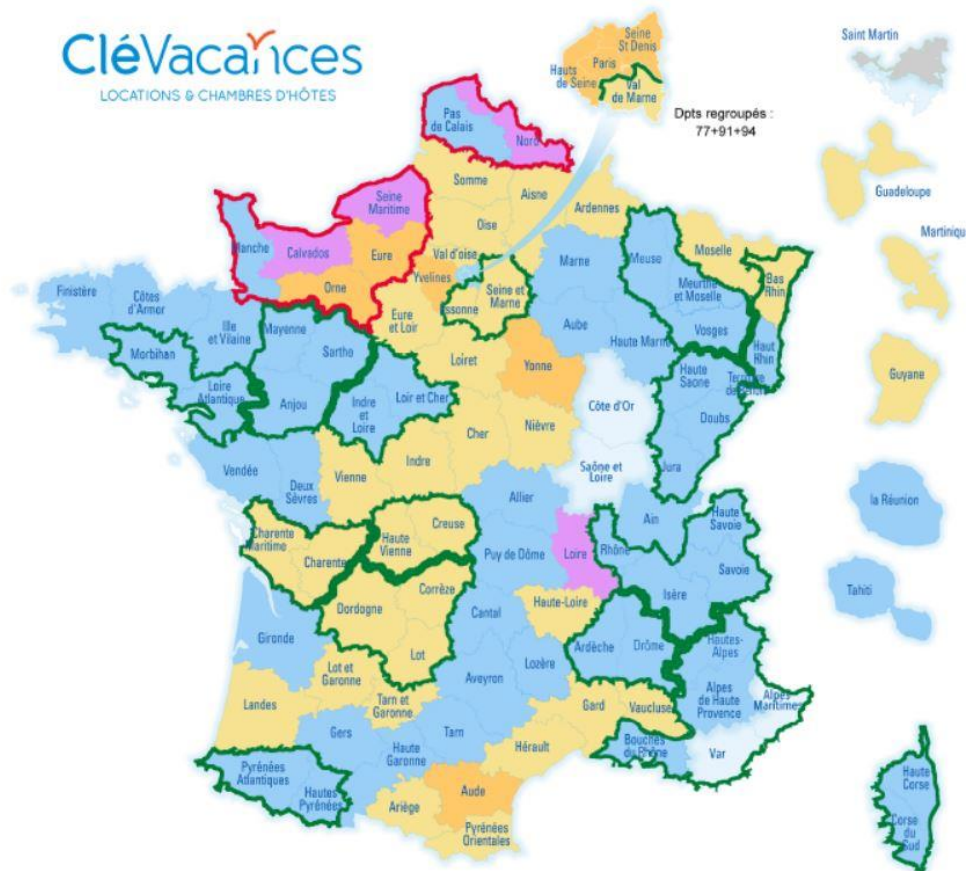 CléVacances
LOCATIONS & CHAMBRES D'HÔTES
Seine
St Denis
Paris
Hauts
de Seine
Val
de Marne
Dpts regroupés :
77+91+94
Saint Martin
Guadeloupe
Martiniqu
Guyane
la Réunion
Tahiti
Pas
de Calais
Nord
Somme
Aisne
Ardennes
Seine
Maritime
Oise
Manche
Calvados
Eure
Val d'oise
Marne
Meuse
Moselle
Bas
Rhin
Meurthe
et Moselle
Orne
Yvelines
Essonne
Seine et
Marne
Finistère
Côtes
d'Armor
Ille
et Vilaine
Mayenne
Eure
et Loir
Aube
Vosges
Haute Marne
Haut
Rhin
Morbihan
Sartho
Loiret
Yonne
Haute
Saone
Loire
Atlantique
Anjou
Indre
et
Loire
Loir et Cher
Côte d'Or
Doubs
Cher
Nièvre
Jura
Vendée
Deux
Sèvres
Vienne
Indre
Saône et
Loire
Allier
Charente
Maritime
Charente
Haute
Vienne
Creuse
Puy de Dôme
Loire
Rhône
Ain
Haute
Savoie
Savoie
Isère
Dordogne
Corrèze
Cantal
Haute-Loire
Gironde
Lot
Ardèche
Drôme
Hautes-
Alpes
Lot et
Garonne
Aveyron
Lozère
Alpes
de Haute
Provence
Alpes
Maritimes
Landes
Tarn et
Garonne
Gard
Vaucluse
Gers
Tarn
Haute
Garonne
Hérault
Bouches
du Rhône
Var
Pyrénées
Atlantiques
Hautes
Pyrénées
Ariège
Aude
Pyrénées
Orientales
Haute
Corse
Corse
du
Sud